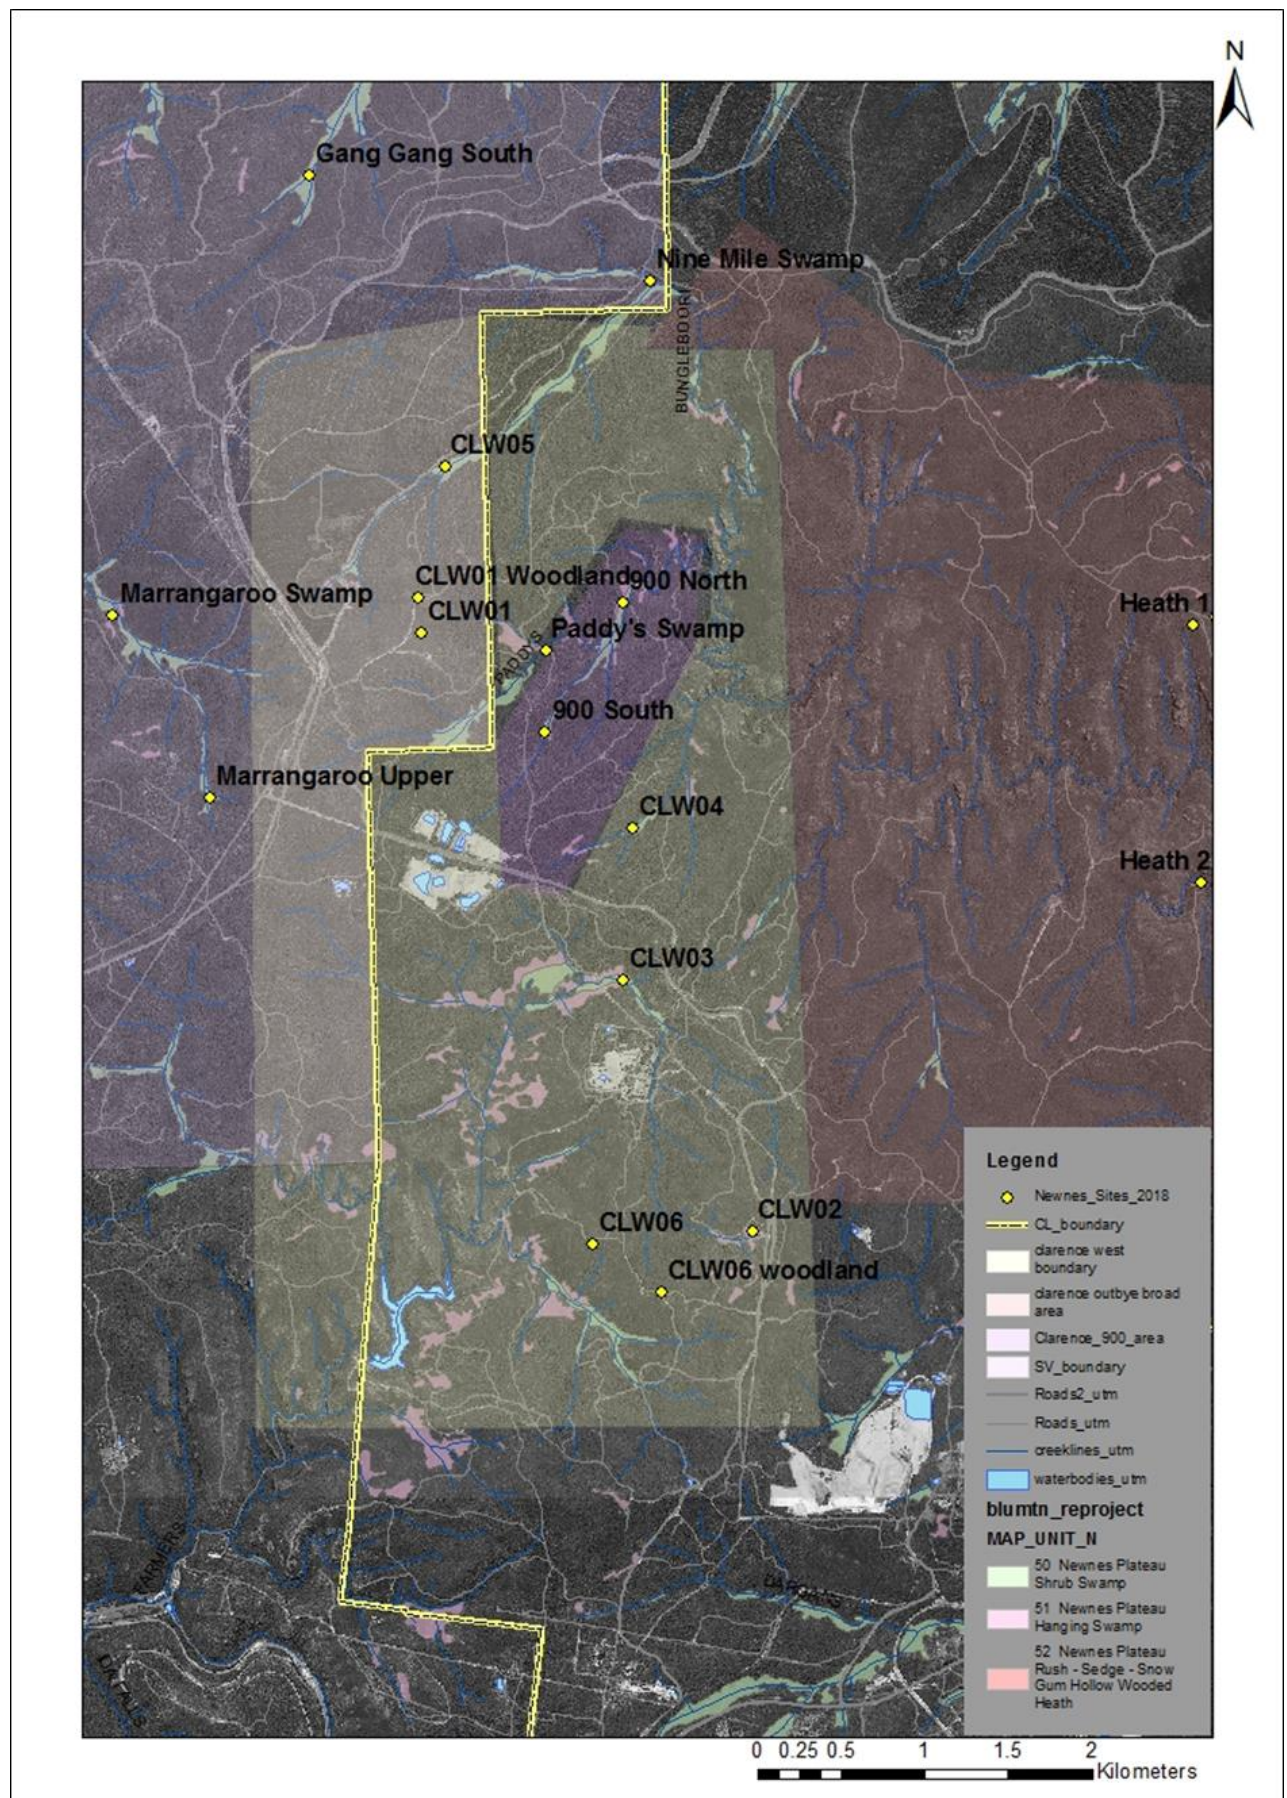 N
Gang Gang South
Nine Mile Swamp
BUNGLEBOORI
CLW05
CLW01 Woodland
900 North
Marrangaroo Swamp
CLW01
Heath 1
Paddy's Swamp
PADDYS
900 South
Marrangaroo Upper
CLW04
Heath 2
CLW03
CLW06
CLW02
CLW06 woodland
FARMERS
Legend
Newnes_Sites_2018
CL_boundary
clarence west
boundary
clarence outbye broad
area
Clarence_900_area
SV_boundary
Roads2_utm
Roads_utm
creeklines_utm
waterbodies_utm
blumtn_reproject
MAP_UNIT_N
50 Newnes Plateau
Shrub Swamp
51 Newnes Plateau
Hanging Swamp
52 Newnes Plateau
Rush - Sedge - Snow
Gum Hollow Wooded
Heath
0 0.25 0.5 1 1.5 2
Kilometers